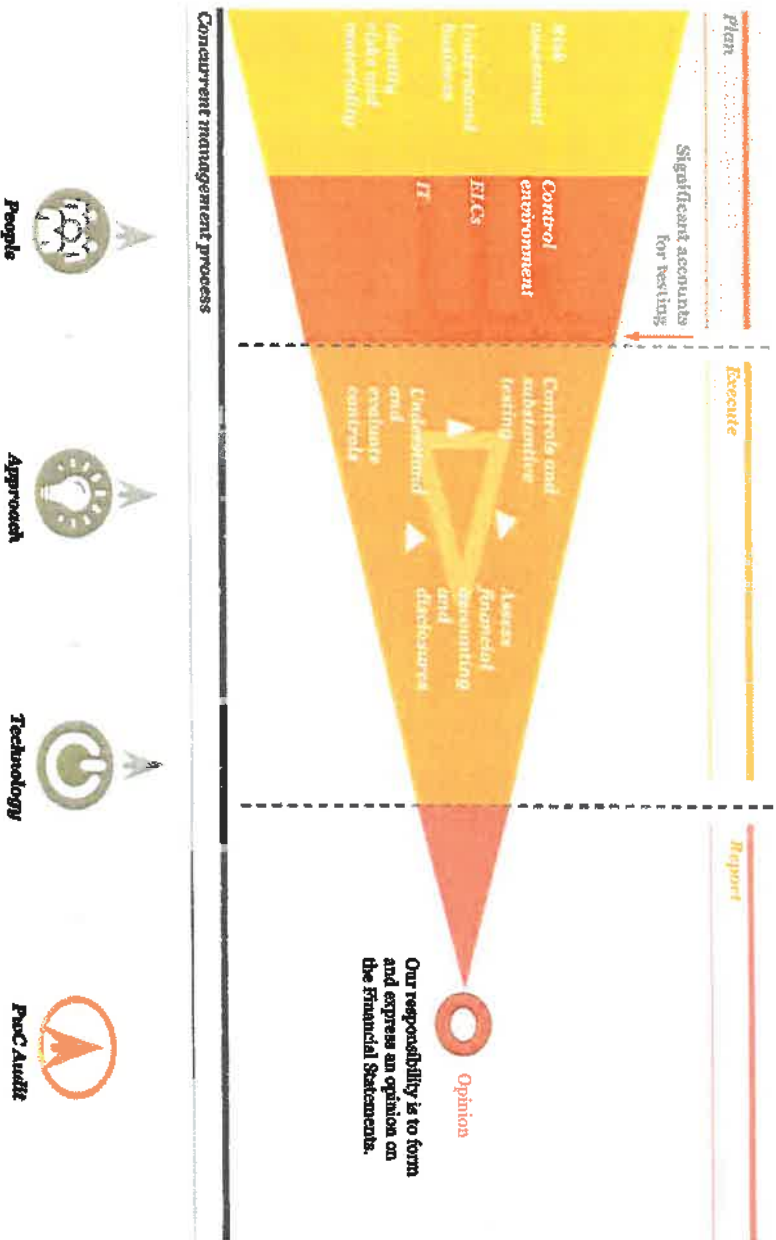 Plan
Execute
Report
Significant accounts
for testing
Risk
assessment
Understand
business
Identify
risks and
materiality
Control
environment
ELCs
IT
Controls and
substantive
testing
Understand
and
evaluate
controls
Assess
financial
accounting
and
disclosures
Opinion
Our responsibility is to form
and express an opinion on
the Financial Statements.
Concurrent management process
People
Approach
Technology
PwC Audit